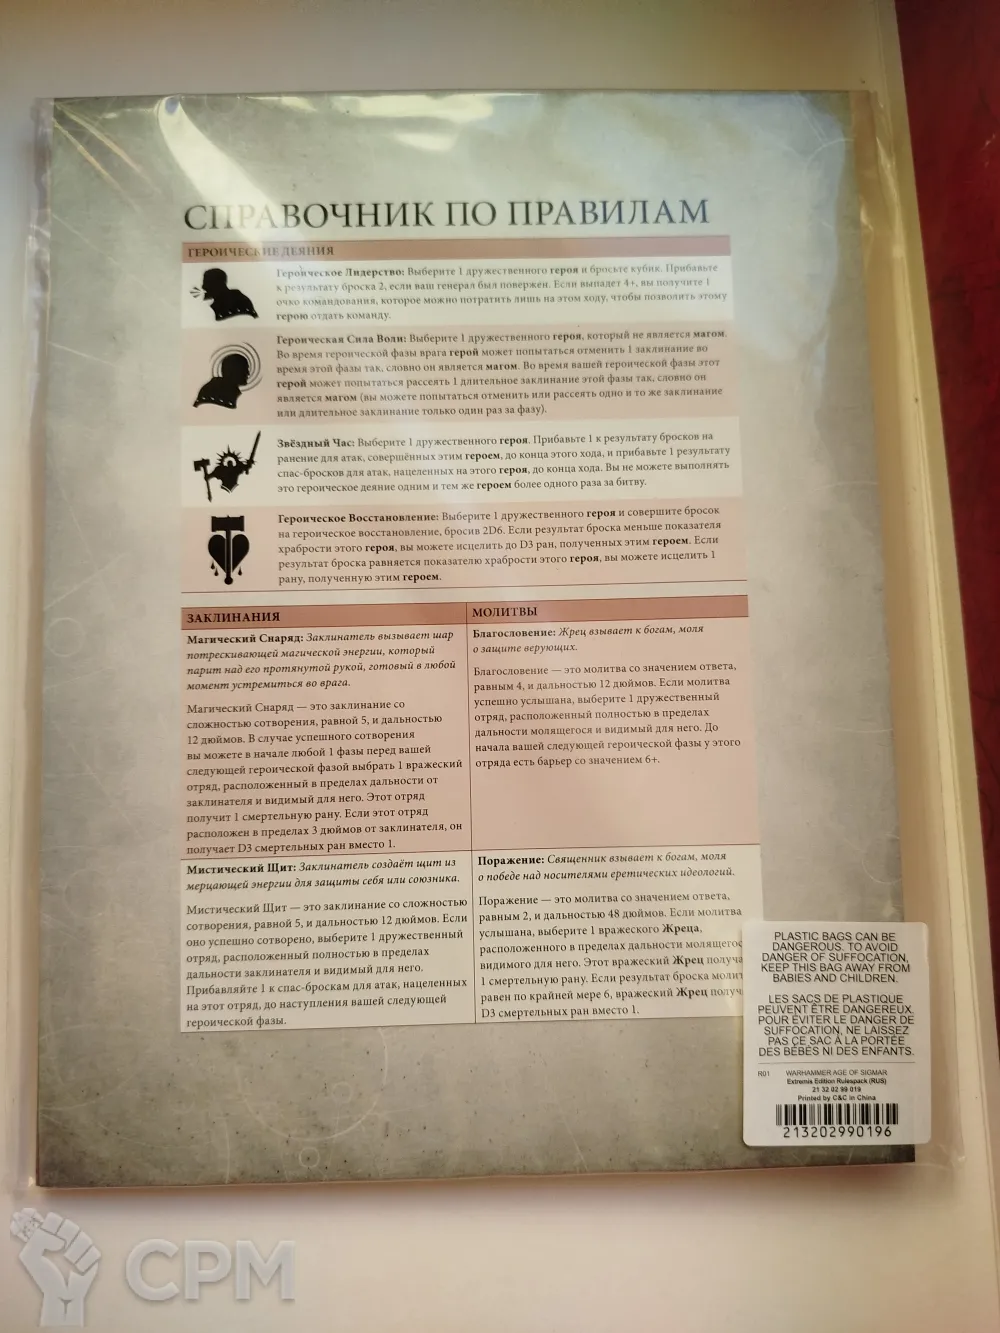 СПРАВОЧНИК ПО ПРАВИЛАМ
ГЕРОИЧЕСКИЕ ДЕЯНИЯ
Героическое Лидерство: Выберите 1 дружественного героя и бросьте кубик. Прибавьте
к результату броска 2, если ваш генерал был повержен. Если выпадет 4+, вы получите 1
очко командования, которое можно потратить лишь на этом ходу, чтобы позволить этому
герою отдать команду.
Героическая Сила Воли: Выберите 1 дружественного героя, который не является магом.
Во время героической фазы врага герой может попытаться отменить 1 заклинание во
время этой фазы так, словно он является магом. Во время вашей героической фазы этот
герой может попытаться рассеять 1 длительное заклинание этой фазы так, словно он
является магом (вы можете попытаться отменить или рассеять одно и то же заклинание
или длительное заклинание только один раз за фазу).
Звёздный Час: Выберите 1 дружественного героя. Прибавьте 1 к результату бросков на
ранение для атак, совершённых этим героем, до конца этого хода, и прибавьте 1 результату
спас-бросков для атак, нацеленных на этого героя, до конца хода. Вы не можете выполнять
это героическое деяние одним и тем же героем более одного раза за битву.
Героическое Восстановление: Выберите 1 дружественного героя и совершите бросок
на героическое восстановление, бросив 2D6. Если результат броска меньше показателя
храбрости этого героя, вы можете исцелить до D3 ран, полученных этим героем. Если
результат броска равняется показателю храбрости этого героя, вы можете исцелить 1
рану, полученную этим героем.
ЗАКЛИНАНИЯ
Магический Снаряд: Заклинатель вызывает шар
потрескивающей магической энергии, который
парит над его протянутой рукой, готовый в любой
момент устремиться во врага.
Магический Снаряд — это заклинание со
сложностью сотворения, равной 5, и дальностью
12 дюймов. В случае успешного сотворения
вы можете в начале любой 1 фазы перед вашей
следующей героической фазой выбрать 1 вражеский
отряд, расположенный в пределах дальности от
заклинателя и видимый для него. Этот отряд
получит 1 смертельную рану. Если этот отряд
расположен в пределах 3 дюймов от заклинателя, он
получает D3 смертельных ран вместо 1.
Мистический Щит: Заклинатель создаёт щит из
мерцающей энергии для защиты себя или союзника.
Мистический Щит — это заклинание со сложностью
сотворения, равной 5, и дальностью 12 дюймов. Если
оно успешно сотворено, выберите 1 дружественный
отряд, расположенный полностью в пределах
дальности заклинателя и видимый для него.
Прибавляйте 1 к спас-броскам для атак, нацеленных
на этот отряд, до наступления вашей следующей
героической фазы.
МОЛИТВЫ
Благословение: Жрец взывает к богам, моля
о защите верующих.
Благословение — это молитва со значением ответа,
равным 4, и дальностью 12 дюймов. Если молитва
успешно услышана, выберите 1 дружественный
отряд, расположенный полностью в пределах
дальности молящегося и видимый для него. До
начала вашей следующей героической фазы у этого
отряда есть барьер со значением 6+.
Поражение: Священник взывает к богам, моля
о победе над носителями еретических идеологий.
Поражение — это молитва со значением ответа,
равным 2, и дальностью 48 дюймов. Если молитва
услышана, выберите 1 вражеского Жреца,
расположенного в пределах дальности молящегос
видимого для него. Этот вражеский Жрец получа
1 смертельную рану. Если результат броска молит
равен по крайней мере 6, вражеский Жрец получ
D3 смертельных ран вместо 1.
PLASTIC BAGS CAN BE
DANGEROUS. TO AVOID
DANGER OF SUFFOCATION,
KEEP THIS BAG AWAY FROM
BABIES AND CHILDREN.
LES SACS DE PLASTIQUE
PEUVENT ÊTRE DANGEREUX.
POUR ÉVITER LE DANGER DE
SUFFOCATION, NE LAISSEZ
PAS CE SAC À LA PORTÉE
DES BÉBÉS NI DES ENFANTS.
R01 WARHAMMER AGE OF SIGMAR
Extremis Edition Rulespack (RUS)
21 32 02 99 019
Printed by C&C in China
213202990196
CPM